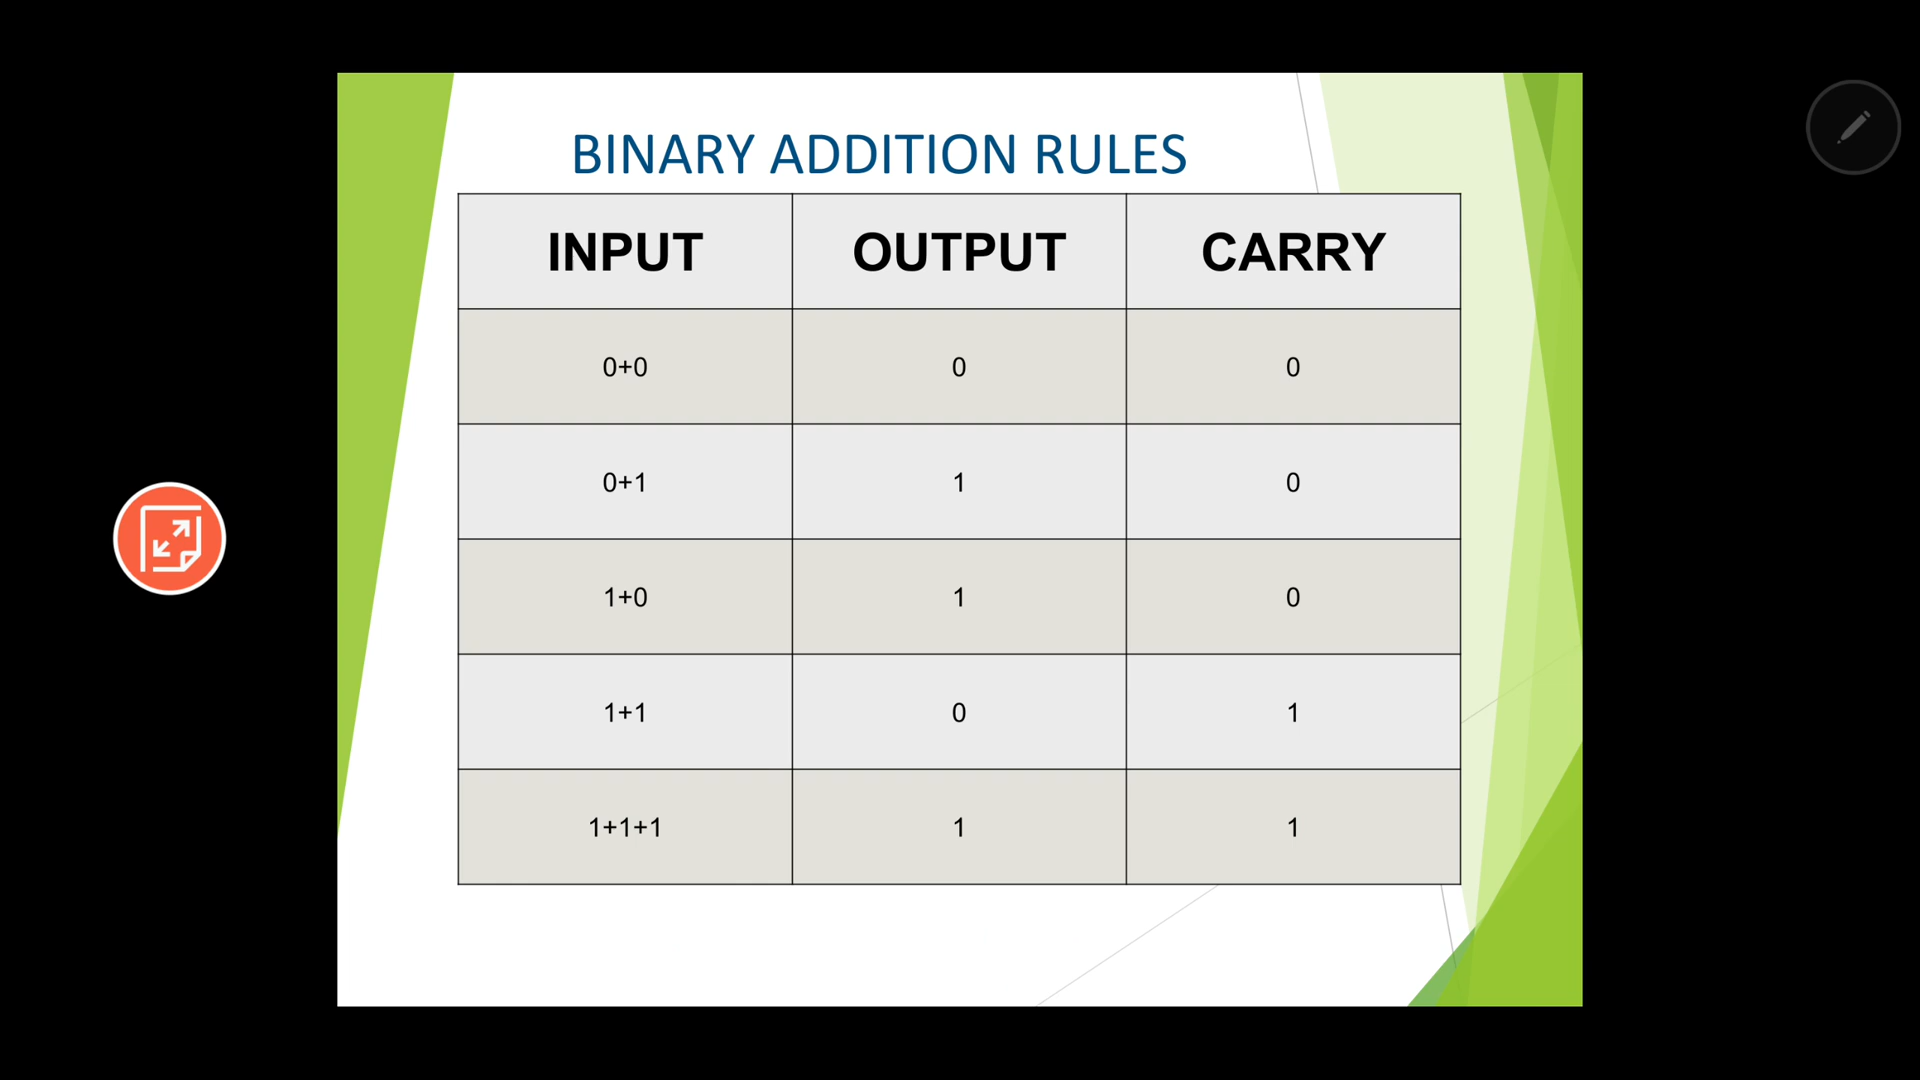 BINARY ADDITION RULES
INPUT OUTPUT CARRY
0+0 0 0
0+1 1 0
1+0 1 0
1+1 0 1
1+1+1 1 1